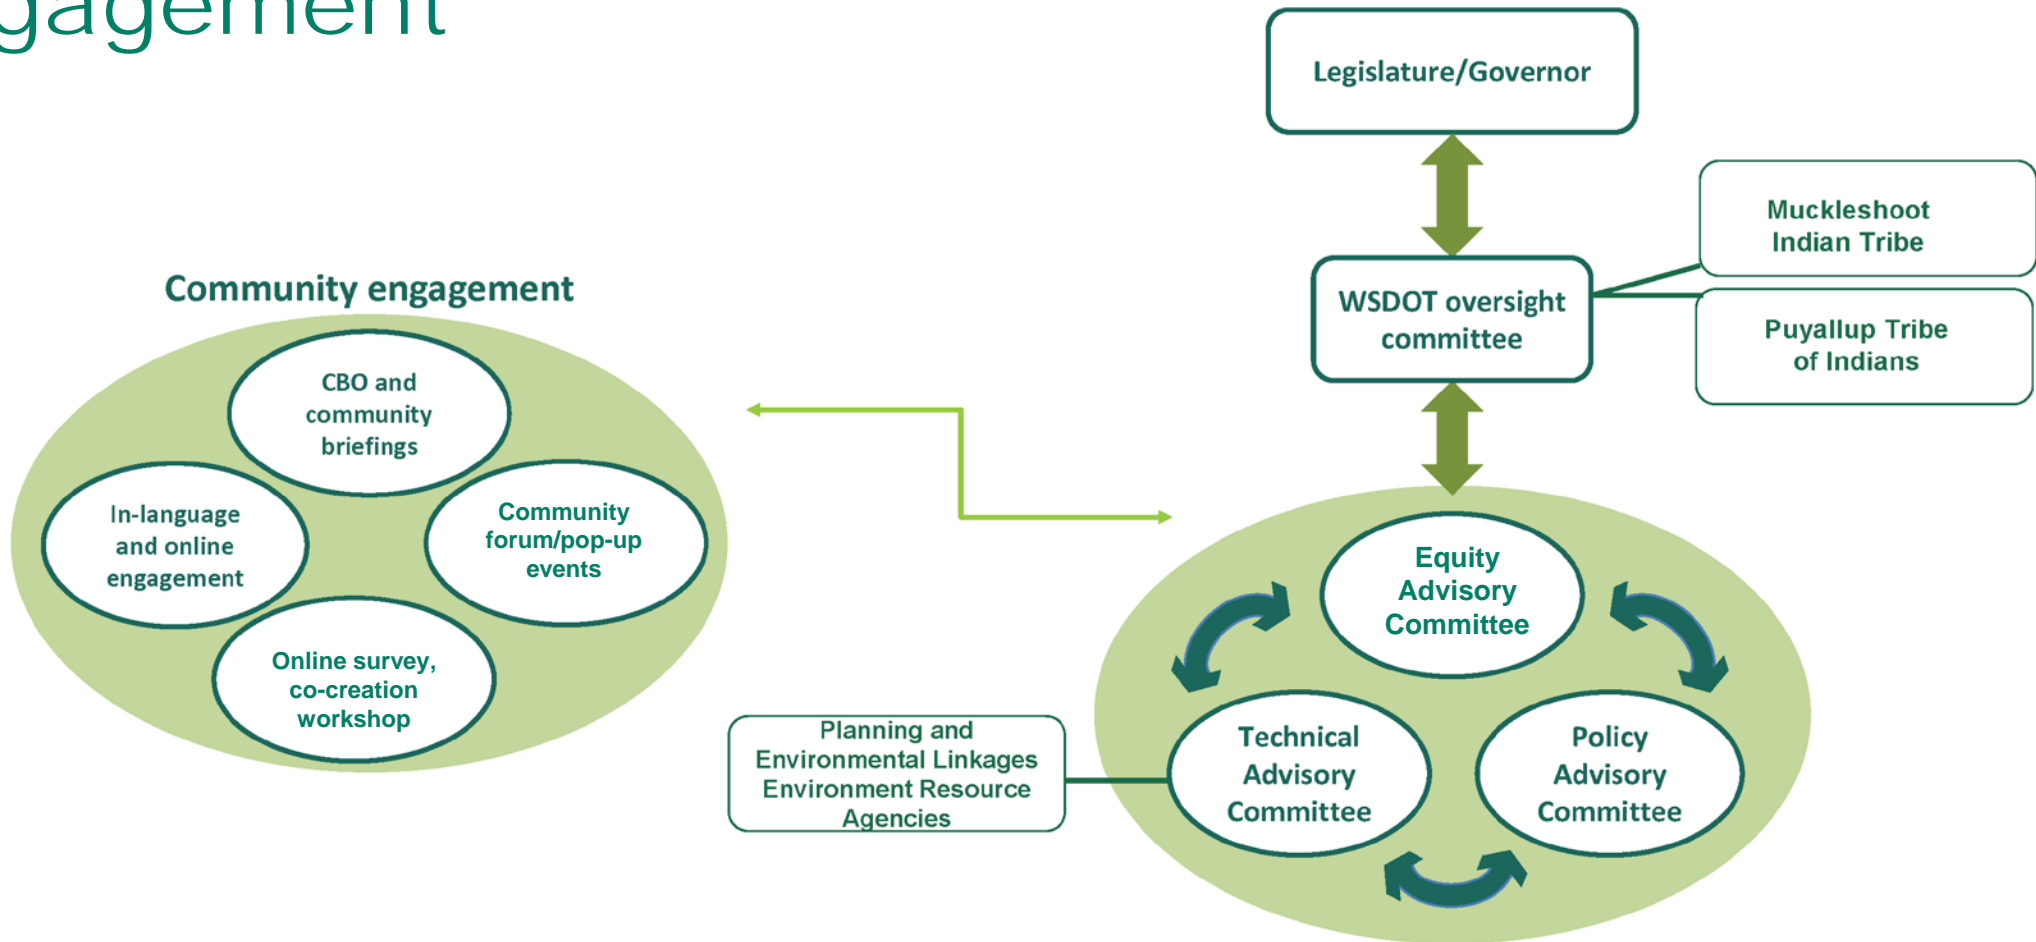 gagement
Legislature/Governor
Muckleshoot
Indian Tribe
WSDOT oversight
committee
Puyallup Tribe
of Indians
Community engagement
CBO and
community
briefings
In-language
and online
engagement
Community
forum/pop-up
events
Online survey,
co-creation
workshop
Equity
Advisory
Committee
Planning and
Environmental Linkages
Environment Resource
Agencies
Technical
Advisory
Committee
Policy
Advisory
Committee